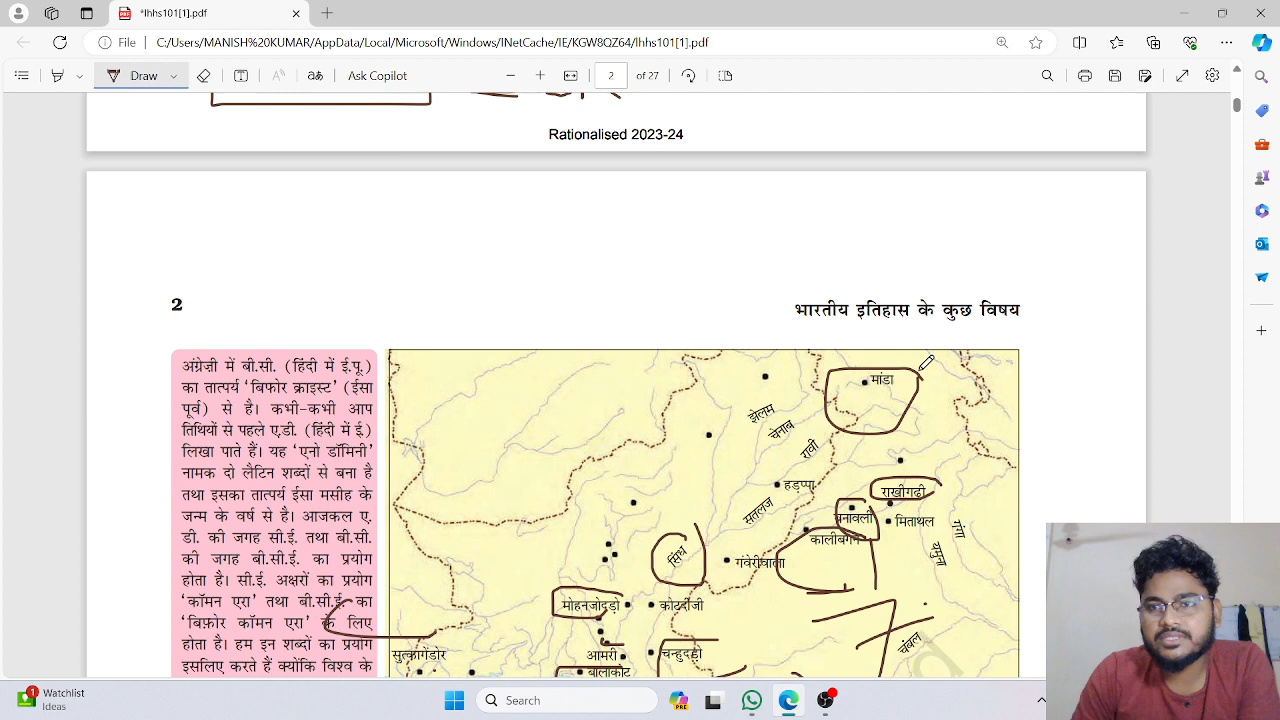 *lhhs101[1].pdf
File C:/Users/MANISH%20KUMAR/AppData/Local/Microsoft/Windows/INetCache/IE/KGW8QZ64/lhhs101[1].pdf
Draw
Ask Copilot
2 of 27
Rationalised 2023-24
2
भारतीय इतिहास के कुछ विषय
अंग्रेज़ी में बी.सी. (हिंदी में ई.पू.)
का तात्पर्य 'बिफ़ोर क्राइस्ट' (ईसा
पूर्व) से है। कभी-कभी आप
तिथियों से पहले ए.डी. (हिंदी में ई.)
लिखा पाते हैं। यह 'एनो डॉमिनी'
नामक दो लैटिन शब्दों से बना है
तथा इसका तात्पर्य ईसा मसीह के
जन्म के वर्ष से है। आजकल ए.
डी. की जगह सी.ई. तथा बी.सी.
की जगह बी.सी.ई. का प्रयोग
होता है। सी.ई. अक्षरों का प्रयोग
'कॉमन एरा' तथा बी.सी.ई. का
'बिफ़ोर कॉमन एरा' के लिए
होता है। हम इन शब्दों का प्रयोग
इसलिए करते हैं क्योंकि विश्व के
मांडा
झेलम
चेनाब
रावी
हड़प्पा
राखीगढ़ी
सतलुज
बनावली
मिताथल
गंगा
कालीबंगन
यमुना
सिंधु
गंवेरीवाला
मोहनजोदड़ो
कोटदीजी
चंबल
सुत्कागेंडोर
आमरी
चन्हुदड़ो
बालाकोट
Watchlist
Ideas
1
Search
PRE